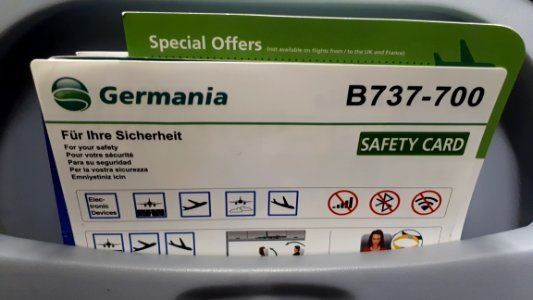 Special Offers (not available on flights from / to the UK and France)
Germania
B737-700
Für Ihre Sicherheit
For your safety
Pour votre sécurité
Para su seguridad
Per la vostra sicurezza
Emniyetiniz icin
SAFETY CARD
Elec-
tronic
Devices